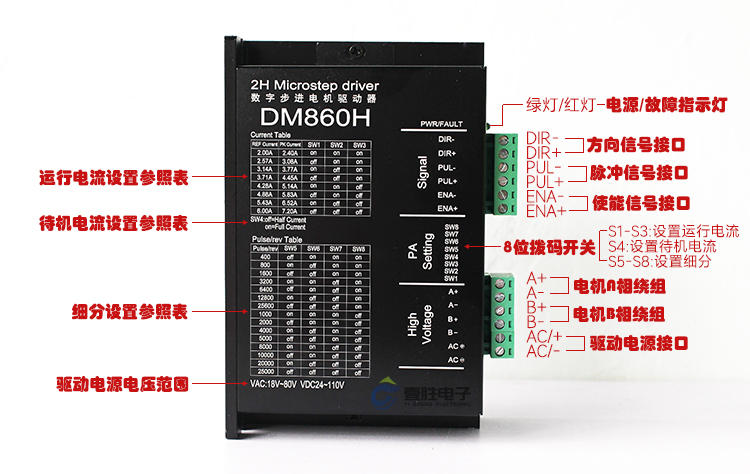 2H Microstep driver
数字步进电机驱动器
DM860H
PWR/FAULT
Current Table
REF Current PK Current SW1 SW2 SW3
2.00A 2.40A on on on
2.57A 3.08A off on on
3.14A 3.77A on off on
3.71A 4.45A off off on
4.28A 5.14A on on off
4.86A 5.83A off on off
5.43A 6.52A on off off
6.00A 7.20A off off off
SW4:off=Half Current
on=Full Current
Pulse/rev Table
Pulse/rev SW5 SW6 SW7 SW8
400 off on on on
800 on off on on
1600 off off on on
3200 on on off on
6400 off on off on
12800 on off off on
25600 off off off on
1000 on on on off
2000 off on on off
4000 on off on off
5000 off off on off
8000 on on off off
10000 off on off off
20000 on off off off
25000 off off off off
VAC:18V~80V VDC24~110V
Signal
DIR-
DIR+
PUL-
PUL+
ENA-
ENA+
PA Setting
SW8
SW7
SW6
SW5
SW4
SW3
SW2
SW1
High Voltage
A+
A-
B+
B-
AC
AC
壹胜电子
运行电流设置参照表
待机电流设置参照表
细分设置参照表
驱动电源电压范围
绿灯/红灯-电源/故障指示灯
DIR-
DIR+
方向信号接口
PUL-
PUL+
脉冲信号接口
ENA-
ENA+
使能信号接口
8位拨码开关
S1-S3:设置运行电流
S4:设置待机电流
S5-S8:设置细分
A+
A-
电机A相绕组
B+
B-
电机B相绕组
AC/+
AC/-
驱动电源接口